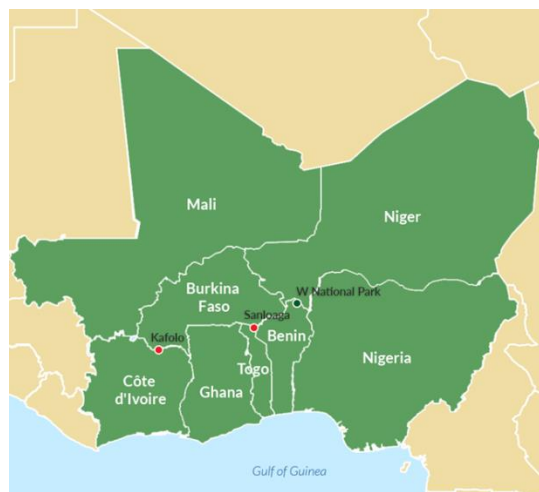 Mali
Niger
Burkina
Faso
W National Park
Sanloaga
Benin
Kafolo
Nigeria
Togo
Côte
d'Ivoire
Ghana
Gulf of Guinea